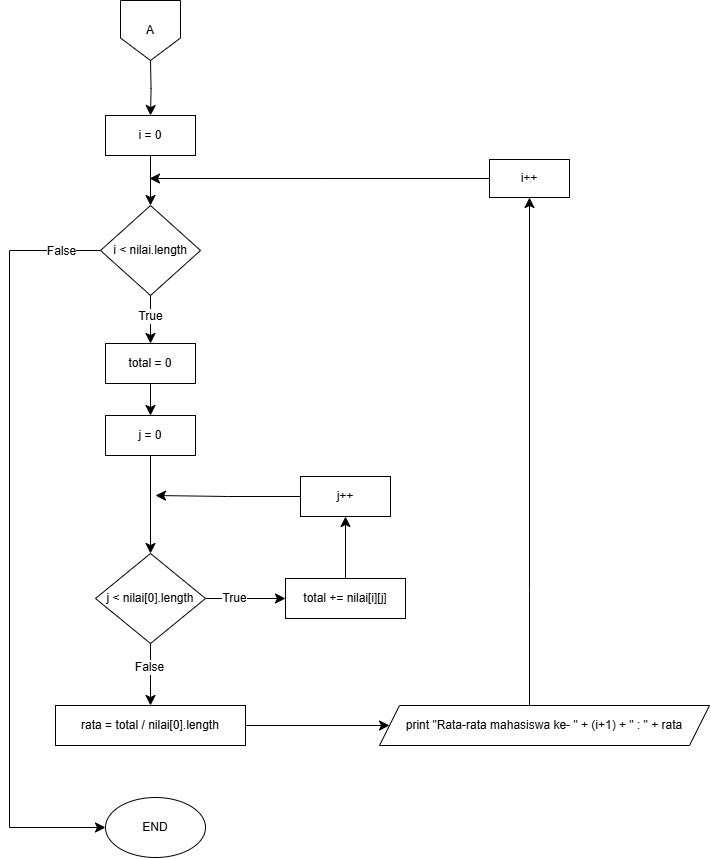 A
i = 0
i++
i < nilai.length
False
True
total = 0
j = 0
j++
j < nilai[0].length
True
total += nilai[i][j]
False
rata = total / nilai[0].length
print "Rata-rata mahasiswa ke- " + (i+1) + " : " + rata
END